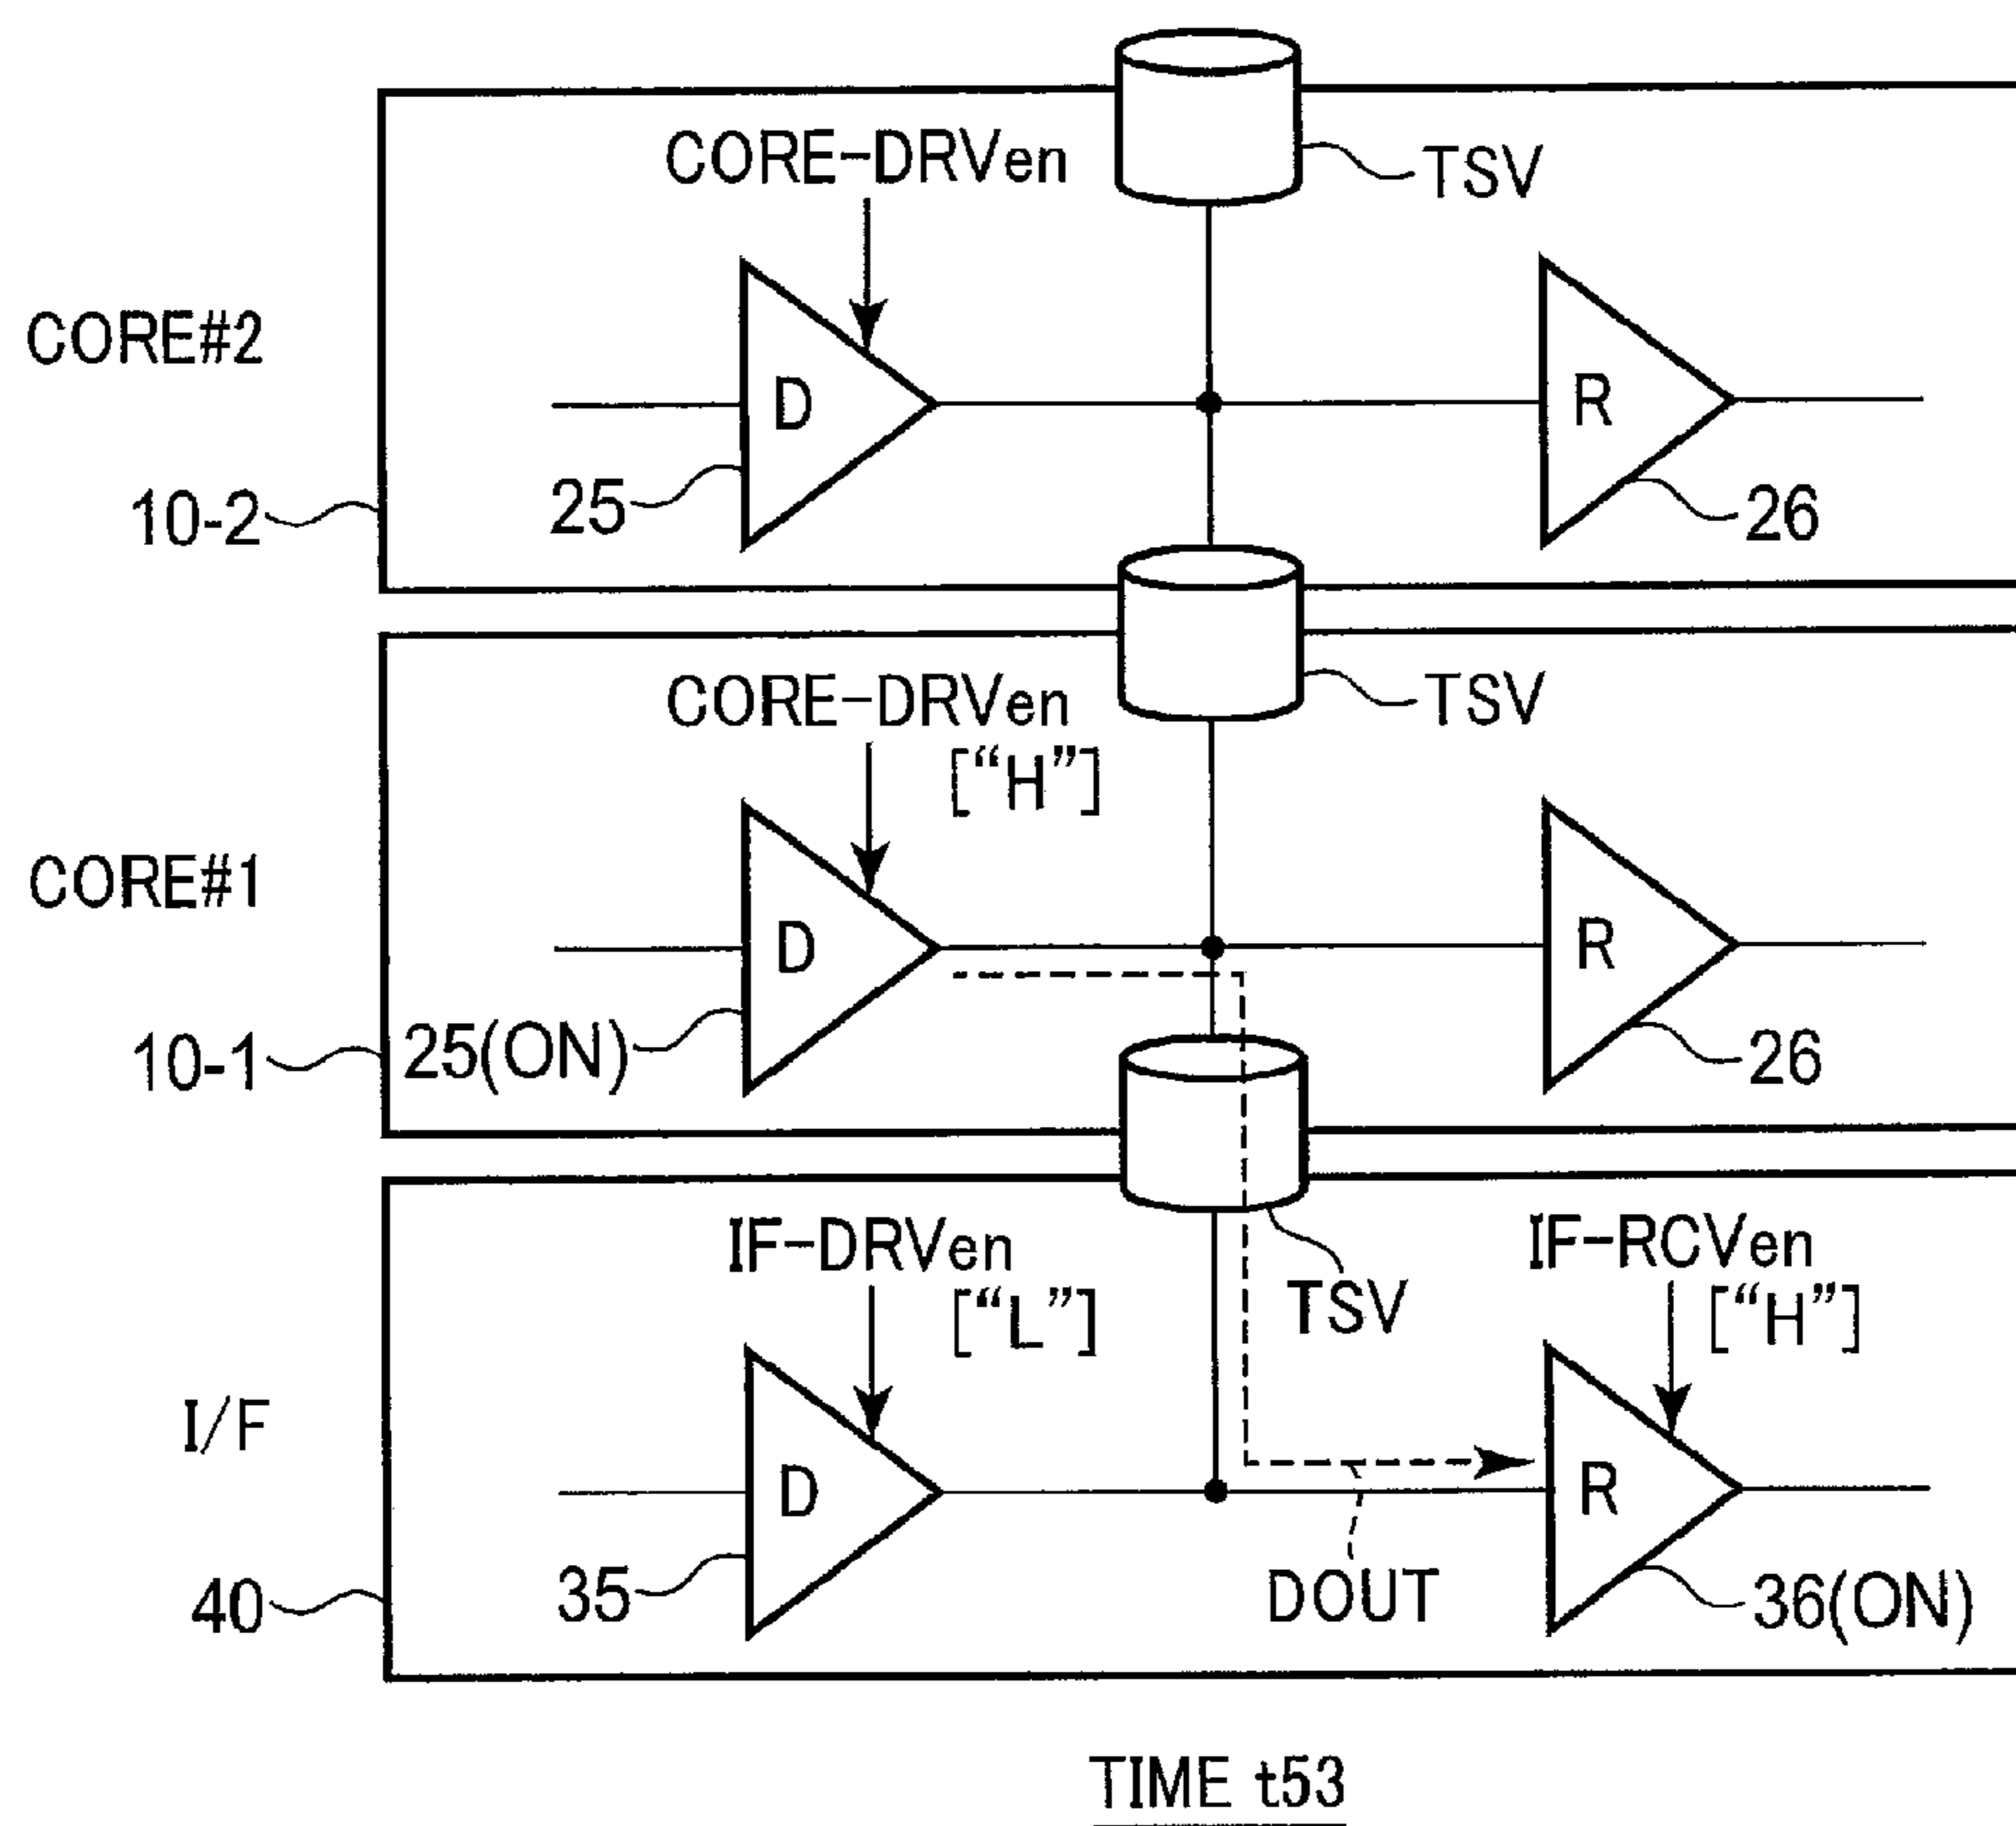 CORE-DRVen
TSV
CORE#2
D
R
25
26
10-2
CORE-DRVen
["H"]
TSV
CORE#1
D
R
25(ON)
26
10-1
IF-DRVen
["L"]
TSV
IF-RCVen
["H"]
I/F
D
R
35
DOUT
36(ON)
40
TIME t53